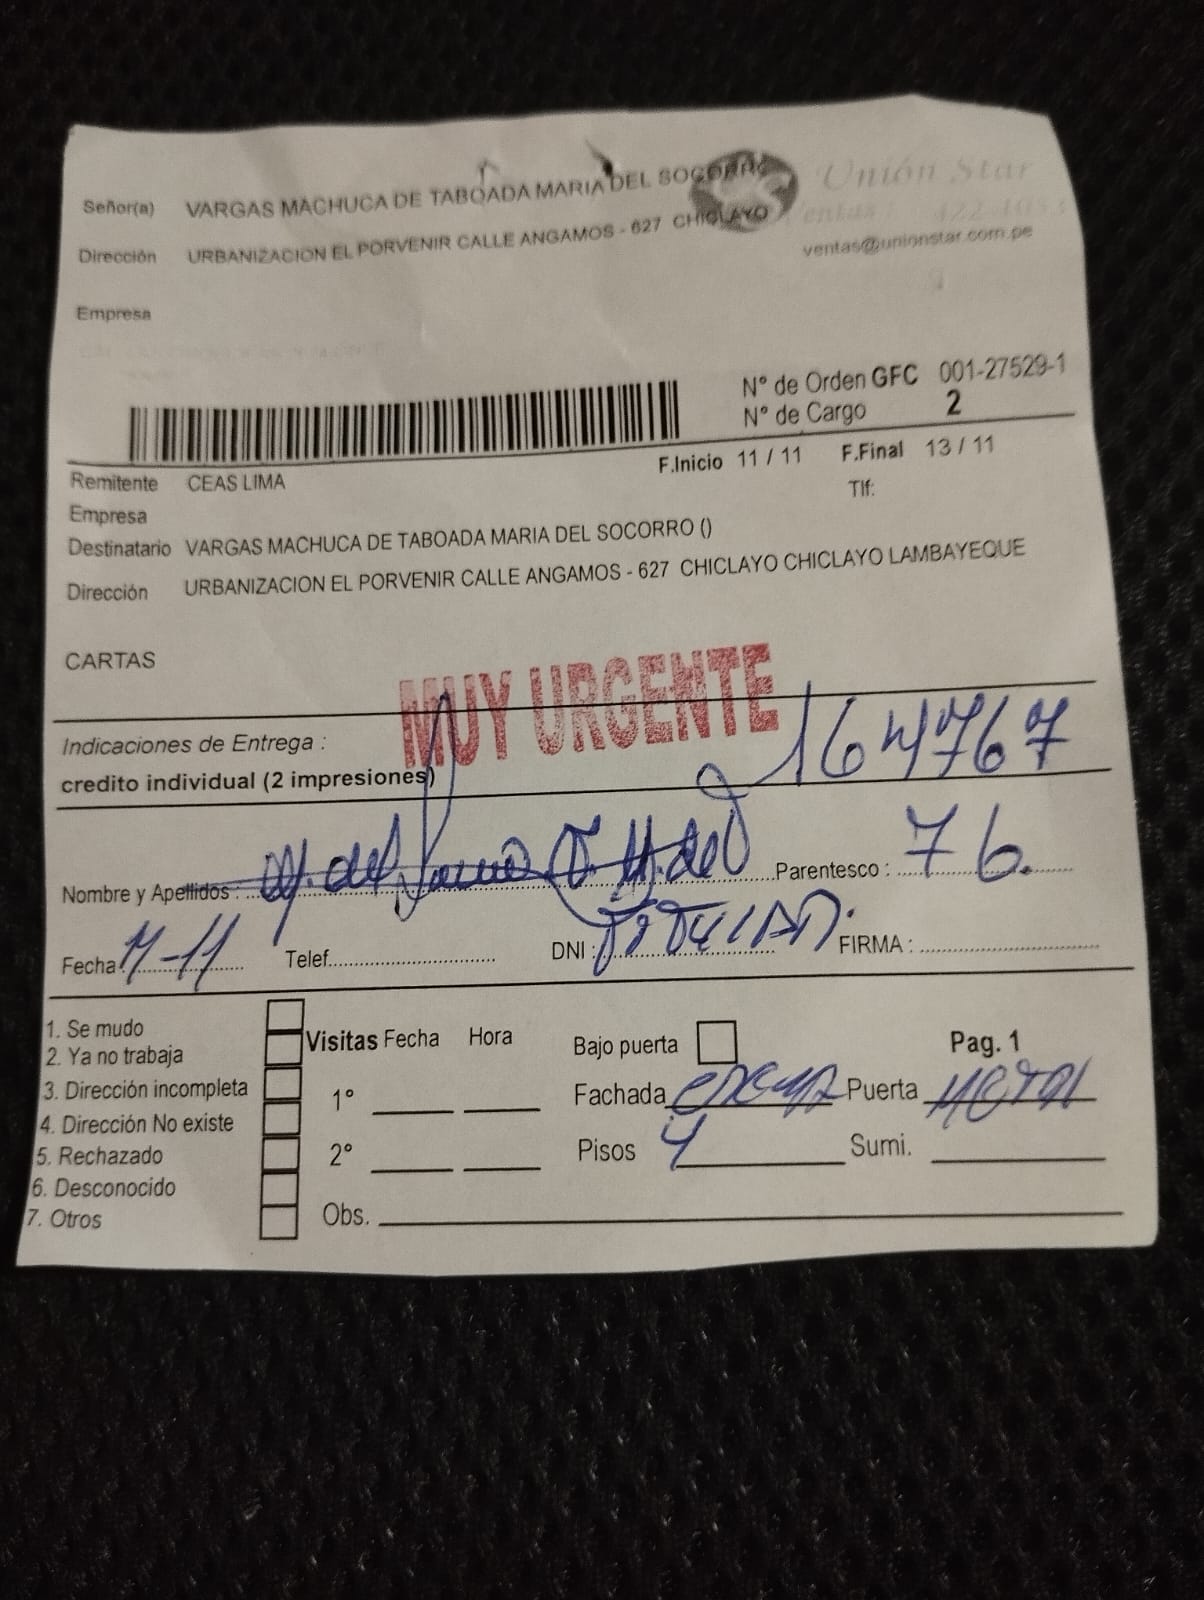 Señor(a) VARGAS MACHUCA DE TABOADA MARIA DEL SOCORRO
Unión Star
Dirección URBANIZACION EL PORVENIR CALLE ANGAMOS - 627 CHICLAYO
ventas@unionstar.com.pe
Empresa
N° de Orden GFC 001-27529-1
N° de Cargo 2
F.Inicio 11 / 11 F.Final 13 / 11
Remitente CEAS LIMA
Tlf:
Empresa
Destinatario VARGAS MACHUCA DE TABOADA MARIA DEL SOCORRO ()
Dirección URBANIZACION EL PORVENIR CALLE ANGAMOS - 627 CHICLAYO CHICLAYO LAMBAYEQUE
CARTAS
MUY URGENTE
Indicaciones de Entrega :
credito individual (2 impresiones)
164767
Nombre y Apellidos : Parentesco : 76.
Fecha: Telef. DNI : FIRMA :
1. Se mudo
2. Ya no trabaja
3. Dirección incompleta
4. Dirección No existe
5. Rechazado
6. Desconocido
7. Otros
Visitas Fecha Hora
1°
2°
Obs.
Bajo puerta Pag. 1
Fachada Puerta
Pisos 4 Sumi.